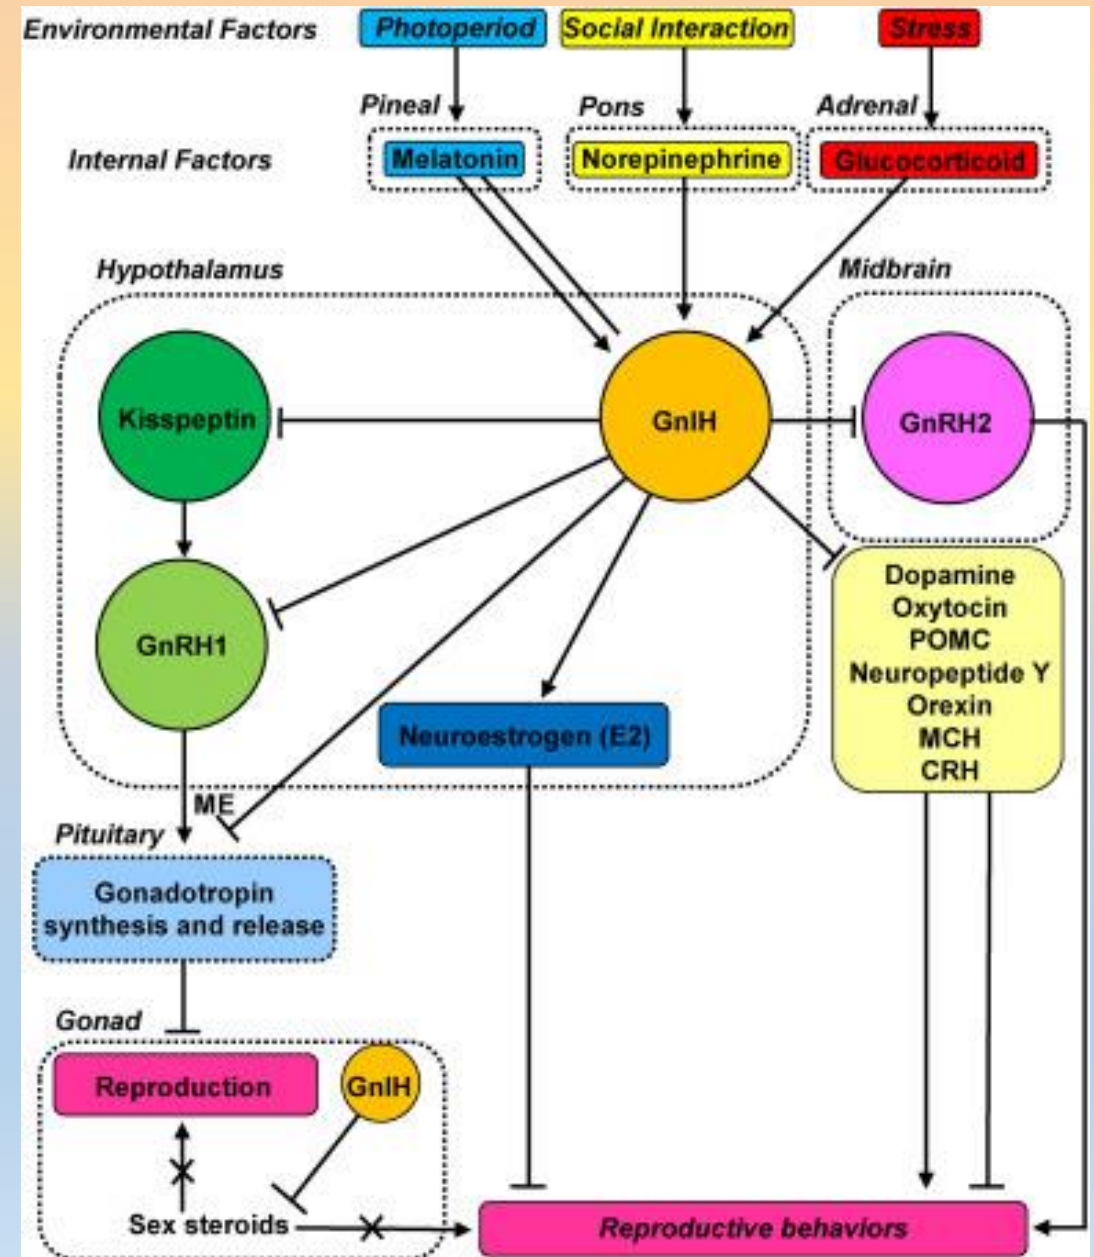 Environmental Factors
Photoperiod
Social Interaction
Stress
Pineal
Pons
Adrenal
Internal Factors
Melatonin
Norepinephrine
Glucocorticoid
Hypothalamus
Midbrain
Kisspeptin
GnIH
GnRH2
GnRH1
Dopamine
Oxytocin
POMC
Neuropeptide Y
Orexin
MCH
CRH
Neuroestrogen (E2)
ME
Pituitary
Gonadotropin
synthesis and release
Gonad
Reproduction
GnIH
Sex steroids
Reproductive behaviors